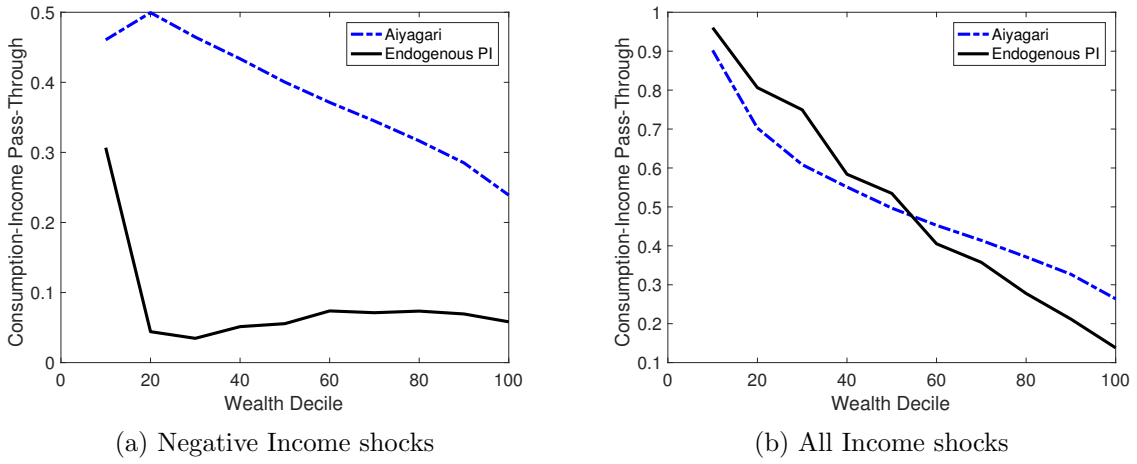 0.5
0.4
0.3
0.2
0.1
0
0 20 40 60 80 100
Consumption-Income Pass-Through
Wealth Decile
Aiyagari
Endogenous PI
(a) Negative Income shocks
1
0.9
0.8
0.7
0.6
0.5
0.4
0.3
0.2
0.1
0 20 40 60 80 100
Consumption-Income Pass-Through
Wealth Decile
Aiyagari
Endogenous PI
(b) All Income shocks